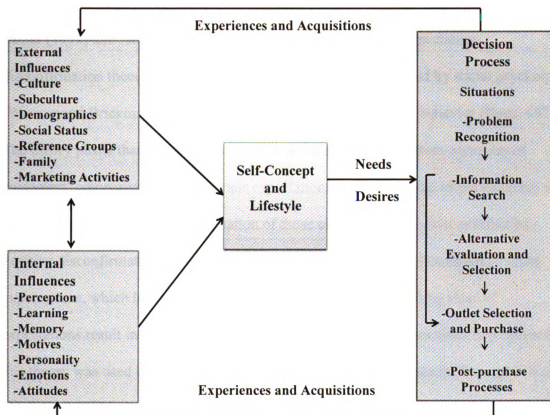 Experiences and Acquisitions
External
Influences
-Culture
-Subculture
-Demographics
-Social Status
-Reference Groups
-Family
-Marketing Activities
Internal
Influences
-Perception
-Learning
-Memory
-Motives
-Personality
-Emotions
-Attitudes
Self-Concept
and
Lifestyle
Needs
Desires
Decision
Process
Situations
-Problem
Recognition
-Information
Search
-Alternative
Evaluation and
Selection
-Outlet Selection
and Purchase
-Post-purchase
Processes
Experiences and Acquisitions